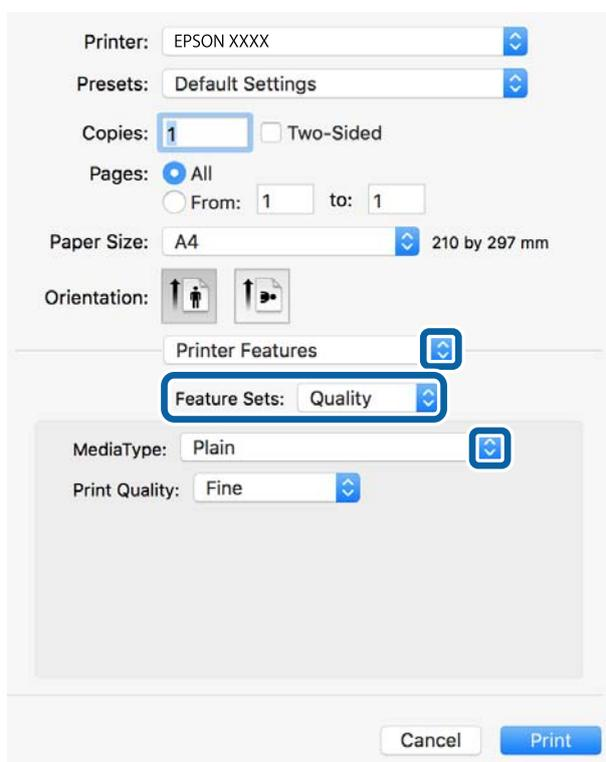 Printer: EPSON XXXX
Presets: Default Settings
Copies: 1 Two-Sided
Pages: All
From: 1 to: 1
Paper Size: A4 210 by 297 mm
Orientation:
Printer Features
Feature Sets: Quality
MediaType: Plain
Print Quality: Fine
Cancel Print